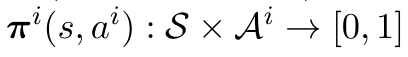 π^i(s, a^i) : 𝒮 × 𝒜^i → [0, 1]